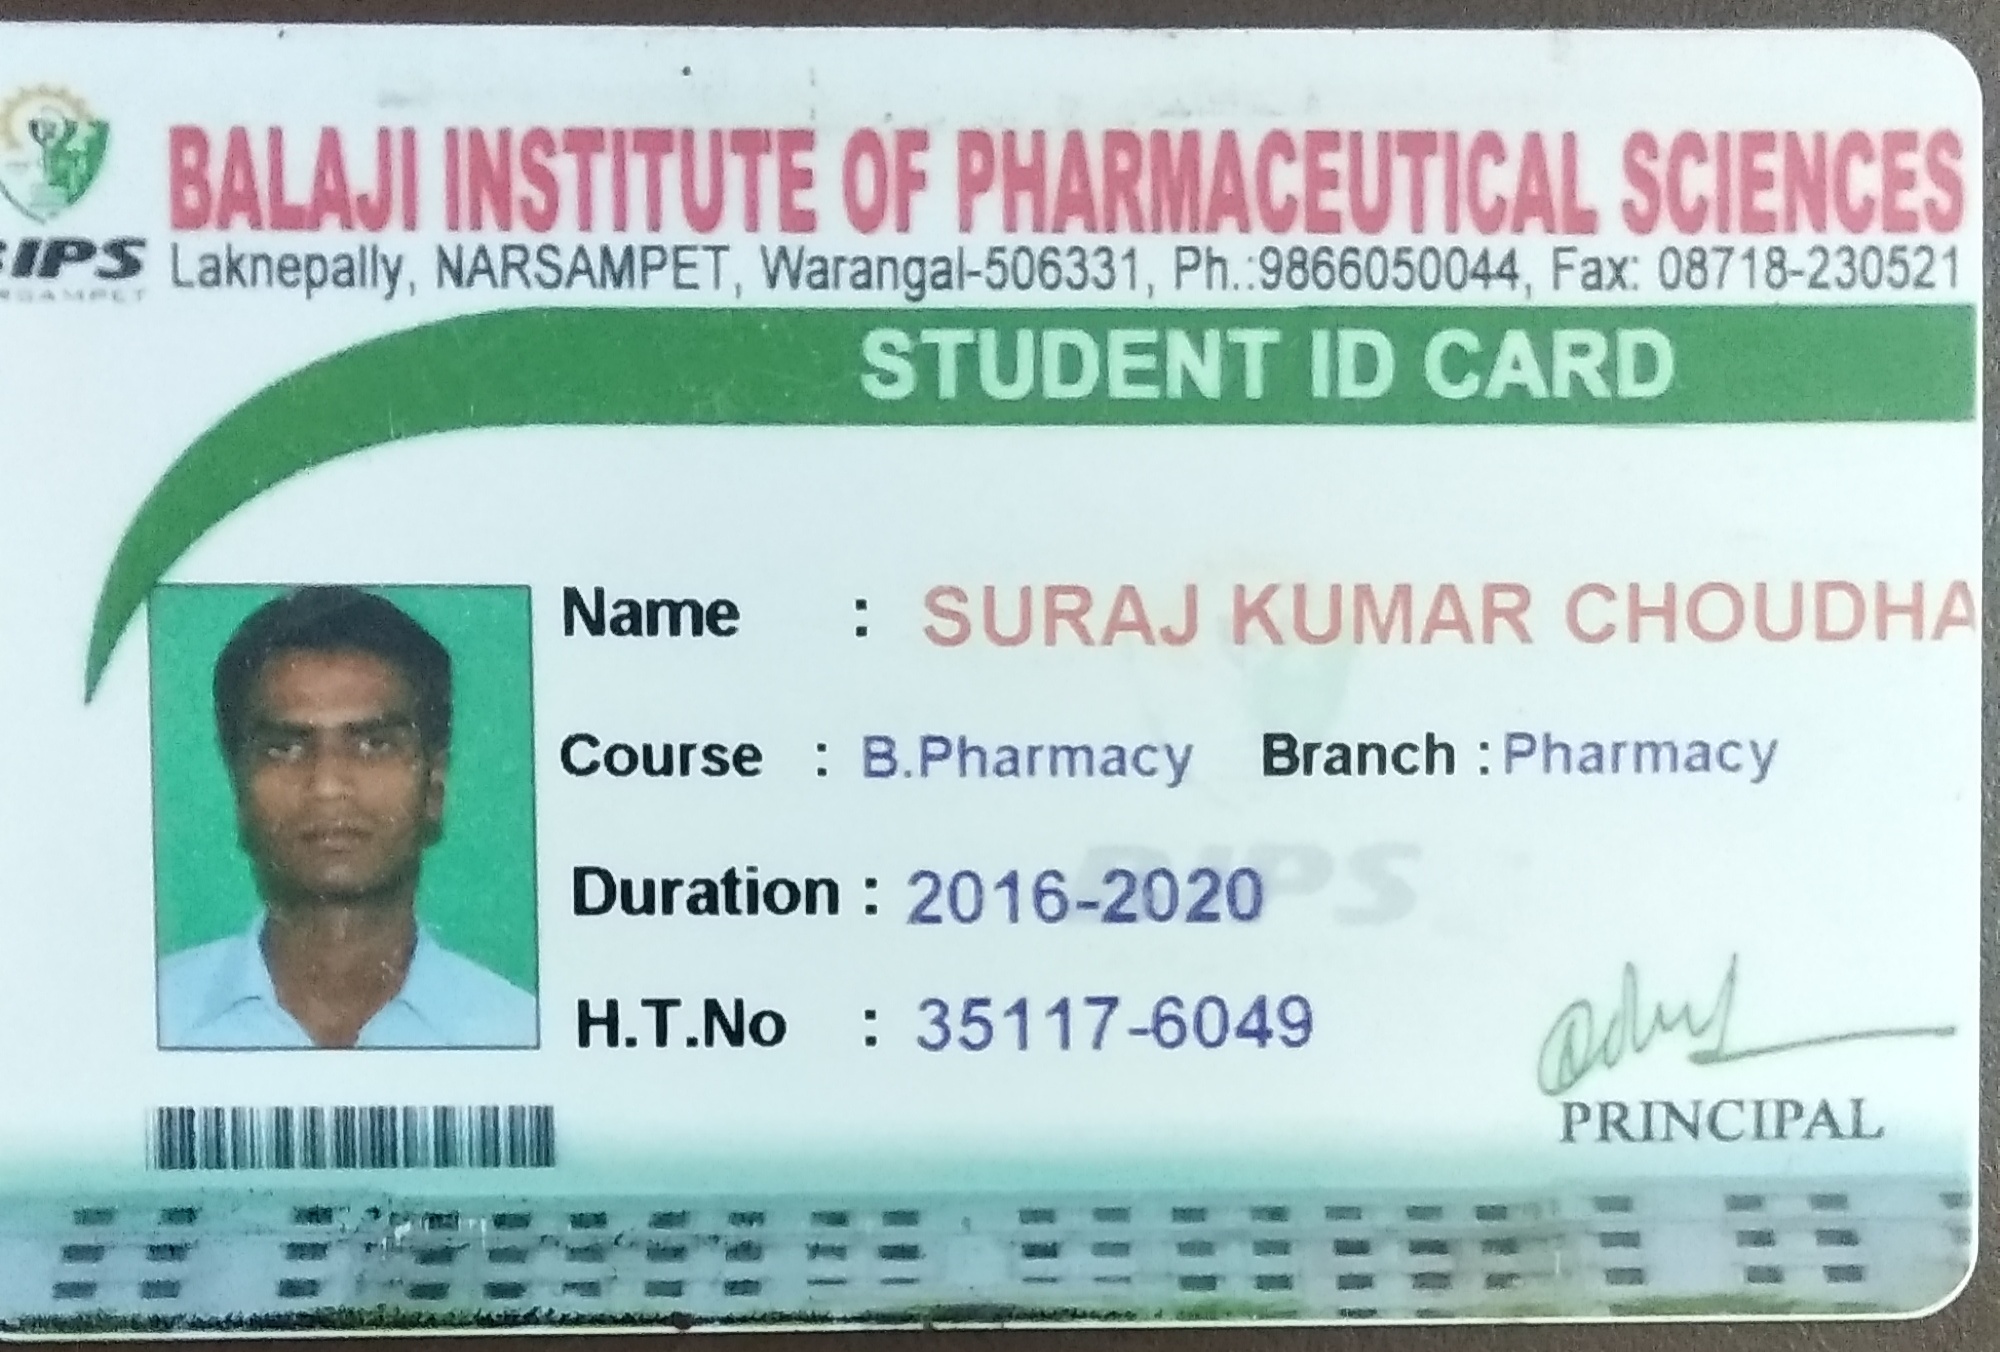 BALAJI INSTITUTE OF PHARMACEUTICAL SCIENCES
Laknepally, NARSAMPET, Warangal-506331, Ph.:9866050044, Fax: 08718-230521
STUDENT ID CARD
Name : SURAJ KUMAR CHOUDHA
Course : B.Pharmacy Branch : Pharmacy
Duration : 2016-2020
H.T.No : 35117-6049
PRINCIPAL